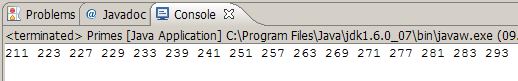 Problems @ Javadoc Console
<terminated> Primes [Java Application] C:\Program Files\Java\jdk1.6.0_07\bin\javaw.exe (09.
211 223 227 229 233 239 241 251 257 263 269 271 277 281 283 293